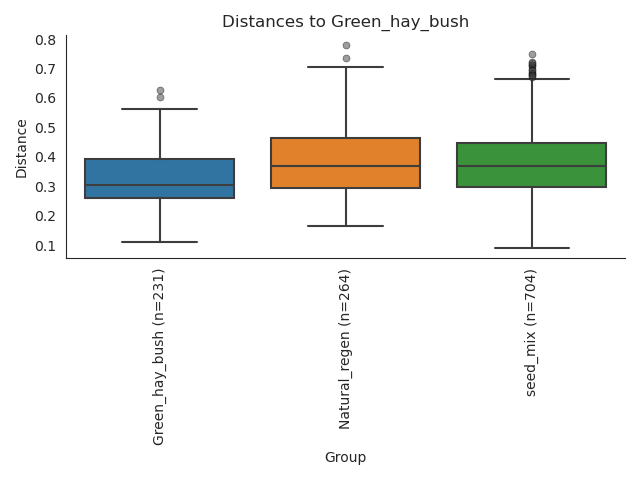 Distances to Green_hay_bush
Distance
0.8
0.7
0.6
0.5
0.4
0.3
0.2
0.1
Green_hay_bush (n=231)
Natural_regen (n=264)
seed_mix (n=704)
Group